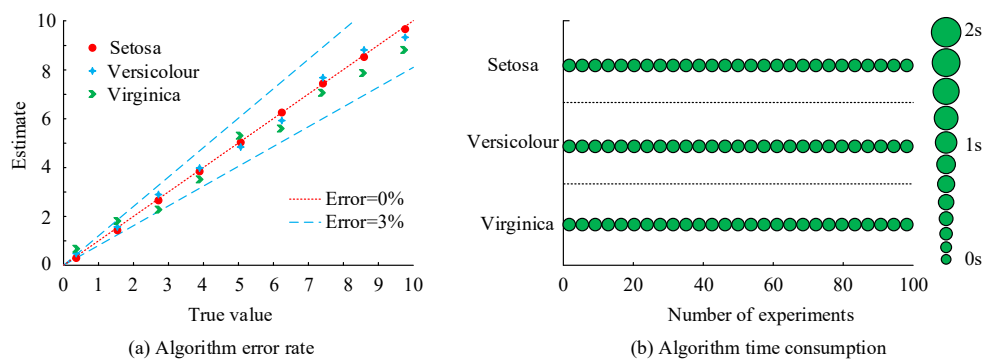 10
8
6
4
2
0
Estimate
Setosa
Versicolour
Virginica
Error=0%
Error=3%
0 1 2 3 4 5 6 7 8 9 10
True value
(a) Algorithm error rate
Setosa
Versicolour
Virginica
0 20 40 60 80 100
Number of experiments
2s
1s
0s
(b) Algorithm time consumption